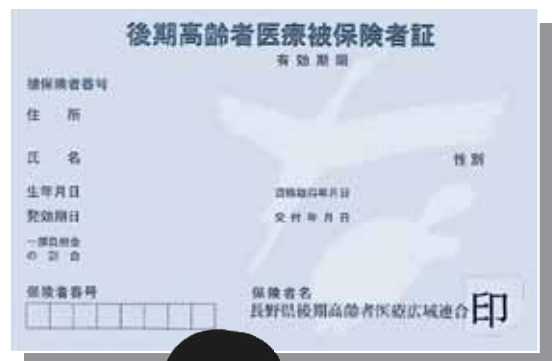 後期高齢者医療被保険者証
有効期限
被保険者番号
住 所
氏 名
性別
生年月日
資格取得年月日
発効期日
交付年月日
一部負担金
の割合
保険者番号
保険者名
長野県後期高齢者医療広域連合
印